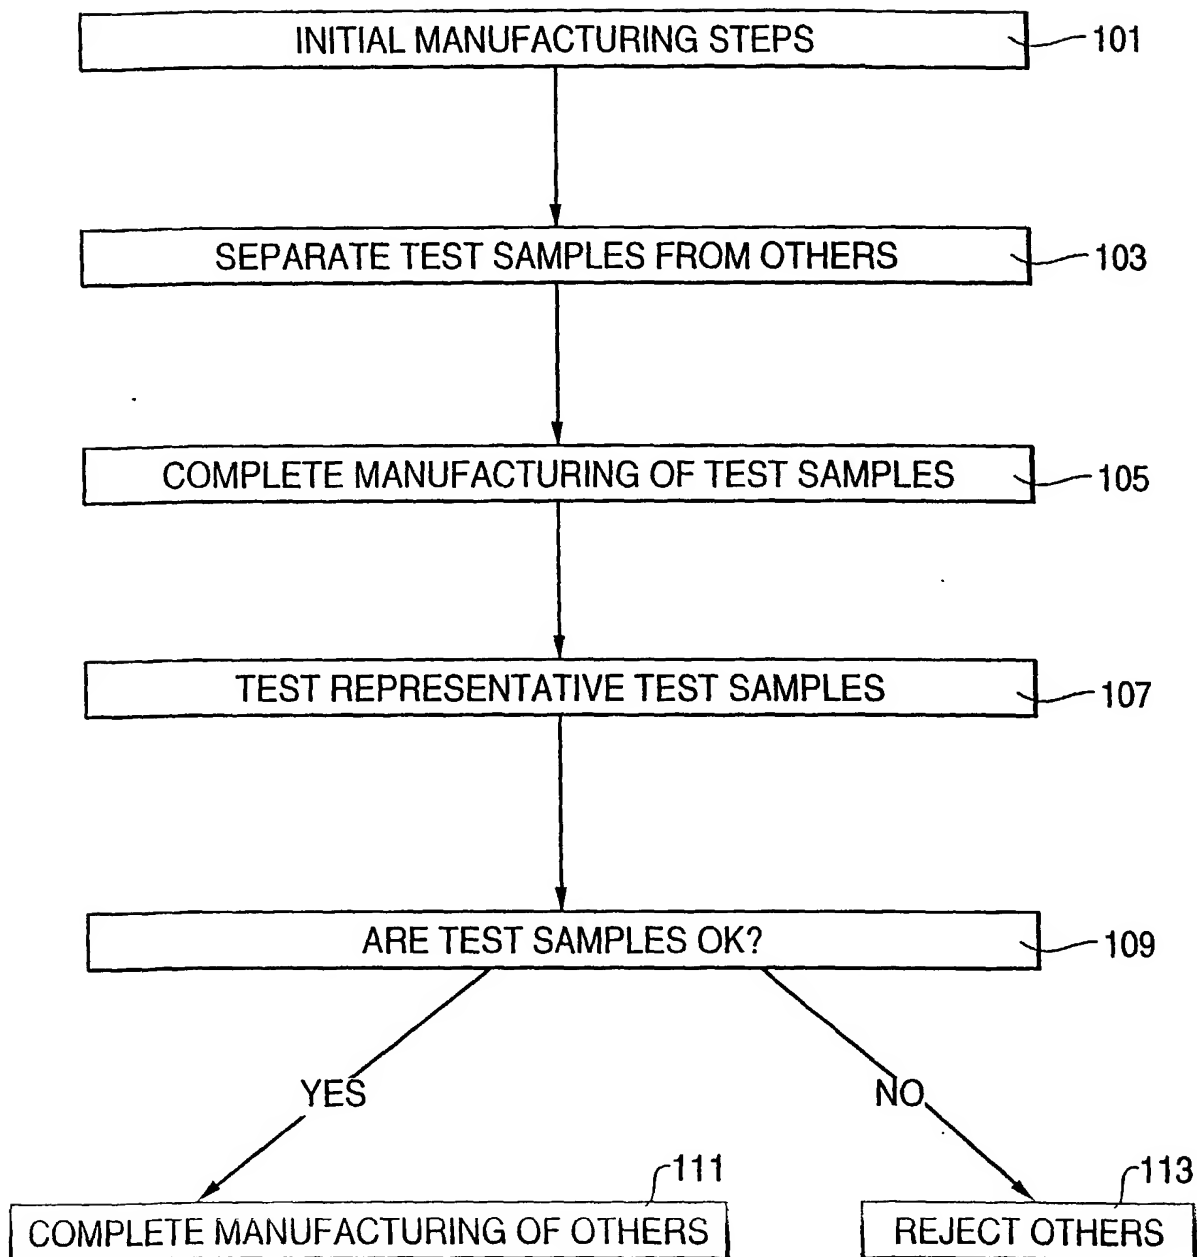 INITIAL MANUFACTURING STEPS
101
SEPARATE TEST SAMPLES FROM OTHERS
103
COMPLETE MANUFACTURING OF TEST SAMPLES
105
TEST REPRESENTATIVE TEST SAMPLES
107
ARE TEST SAMPLES OK?
109
YES
NO
111
113
COMPLETE MANUFACTURING OF OTHERS
REJECT OTHERS